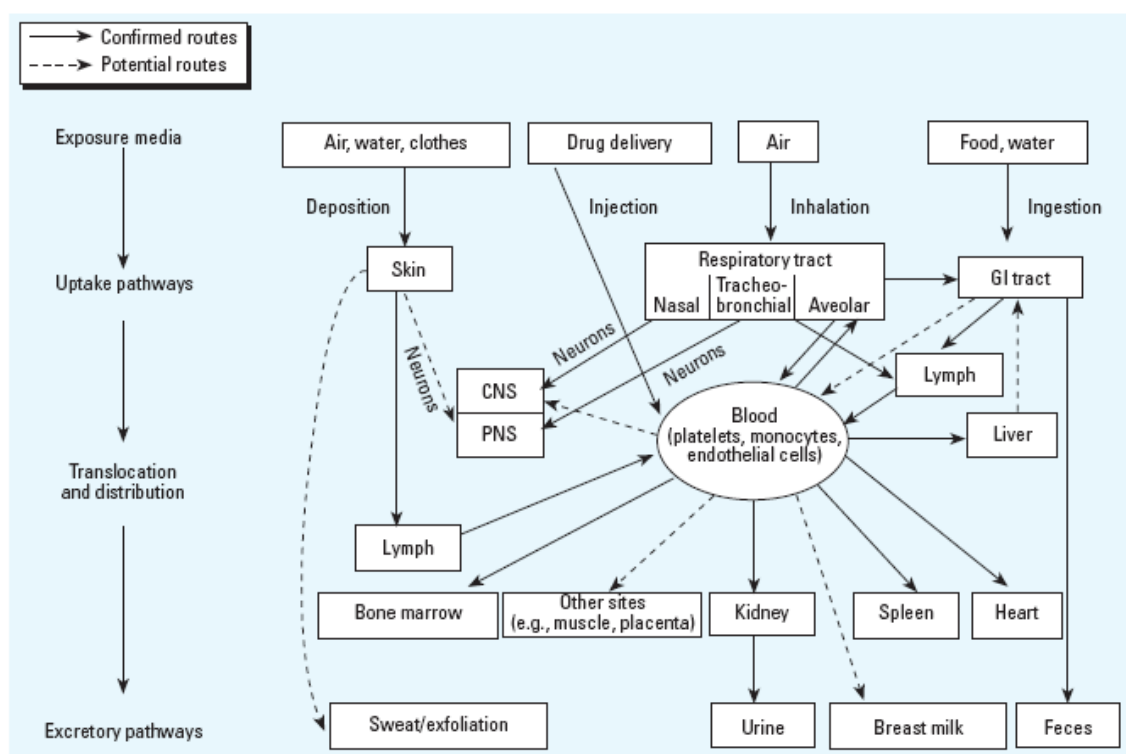 Confirmed routes
Potential routes
Exposure media
Air, water, clothes
Drug delivery
Air
Food, water
Deposition
Injection
Inhalation
Ingestion
Uptake pathways
Skin
Respiratory tract
Nasal
Tracheo-
bronchial
Aveolar
GI tract
Neurons
Neurons
Neurons
CNS
PNS
Lymph
Blood
(platelets, monocytes,
endothelial cells)
Liver
Translocation
and distribution
Lymph
Bone marrow
Other sites
(e.g., muscle, placenta)
Kidney
Spleen
Heart
Excretory pathways
Sweat/exfoliation
Urine
Breast milk
Feces